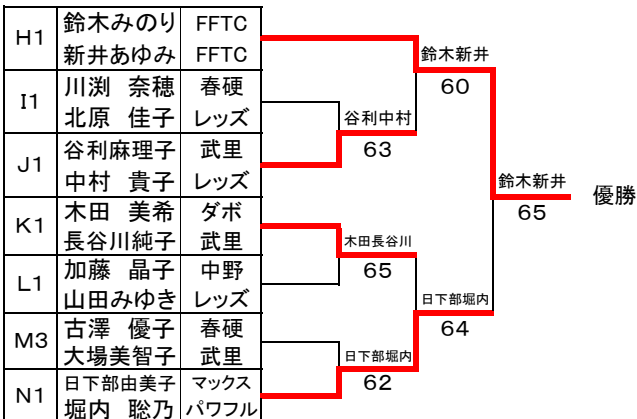 H1 鈴木みのり FFTC
新井あゆみ FFTC
I1 川渕 奈穂 春硬
北原 佳子 レッズ
J1 谷利麻理子 武里
中村 貴子 レッズ
K1 木田 美希 ダボ
長谷川純子 武里
L1 加藤 晶子 中野
山田みゆき レッズ
M3 古澤 優子 春硬
大場美智子 武里
N1 日下部由美子 マックス
堀内 聡乃 パワフル
谷利中村
63
木田長谷川
65
日下部堀内
62
鈴木新井
60
日下部堀内
64
鈴木新井
65
優勝